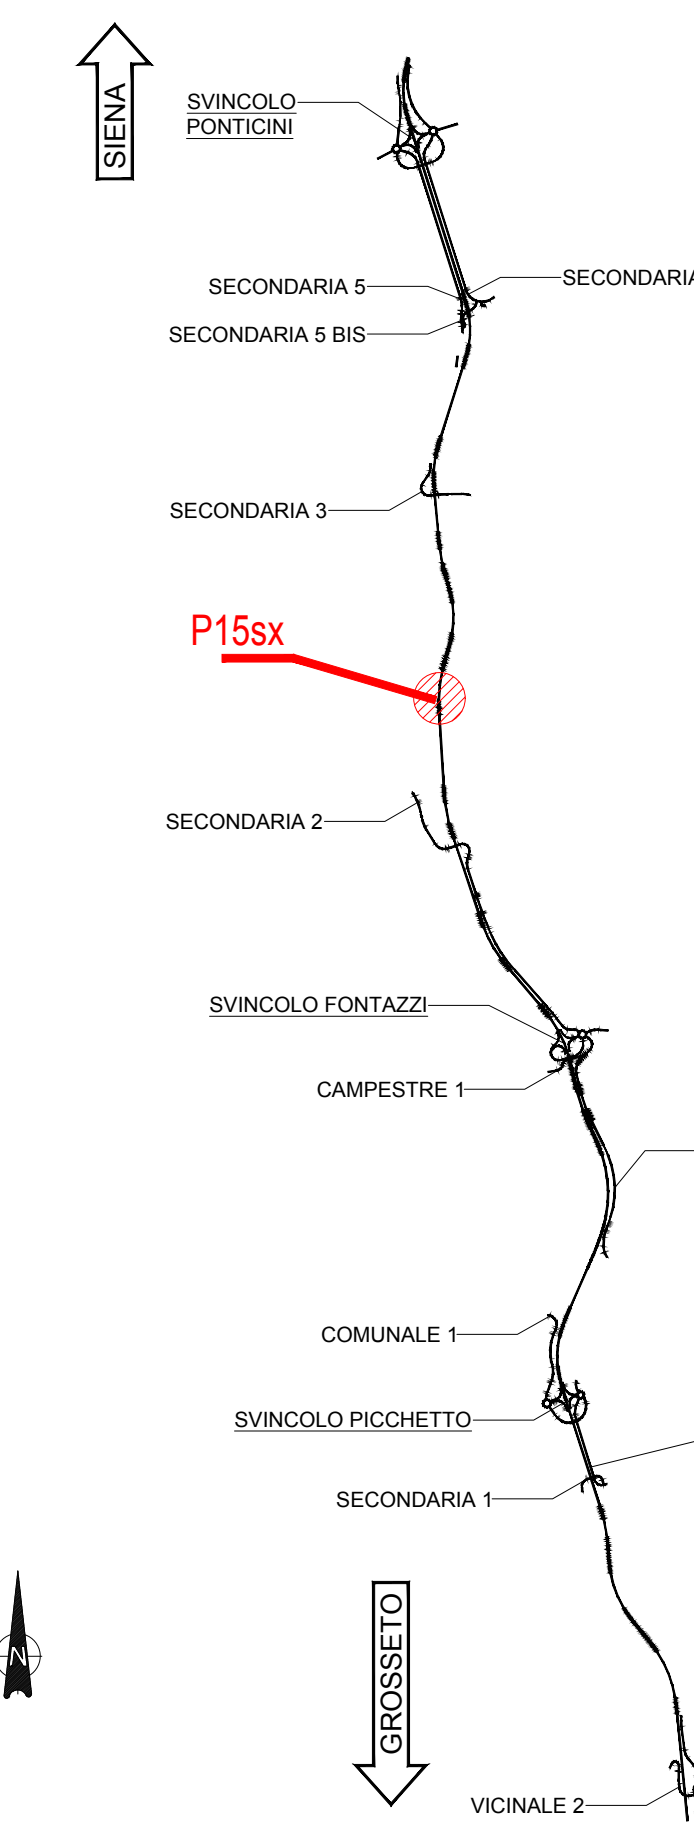 SIENA
SVINCOLO
PONTICINI
SECONDARIA 5
SECONDARIA
SECONDARIA 5 BIS
SECONDARIA 3
P15sx
SECONDARIA 2
SVINCOLO FONTAZZI
CAMPESTRE 1
COMUNALE 1
SVINCOLO PICCHETTO
SECONDARIA 1
GROSSETO
N
VICINALE 2